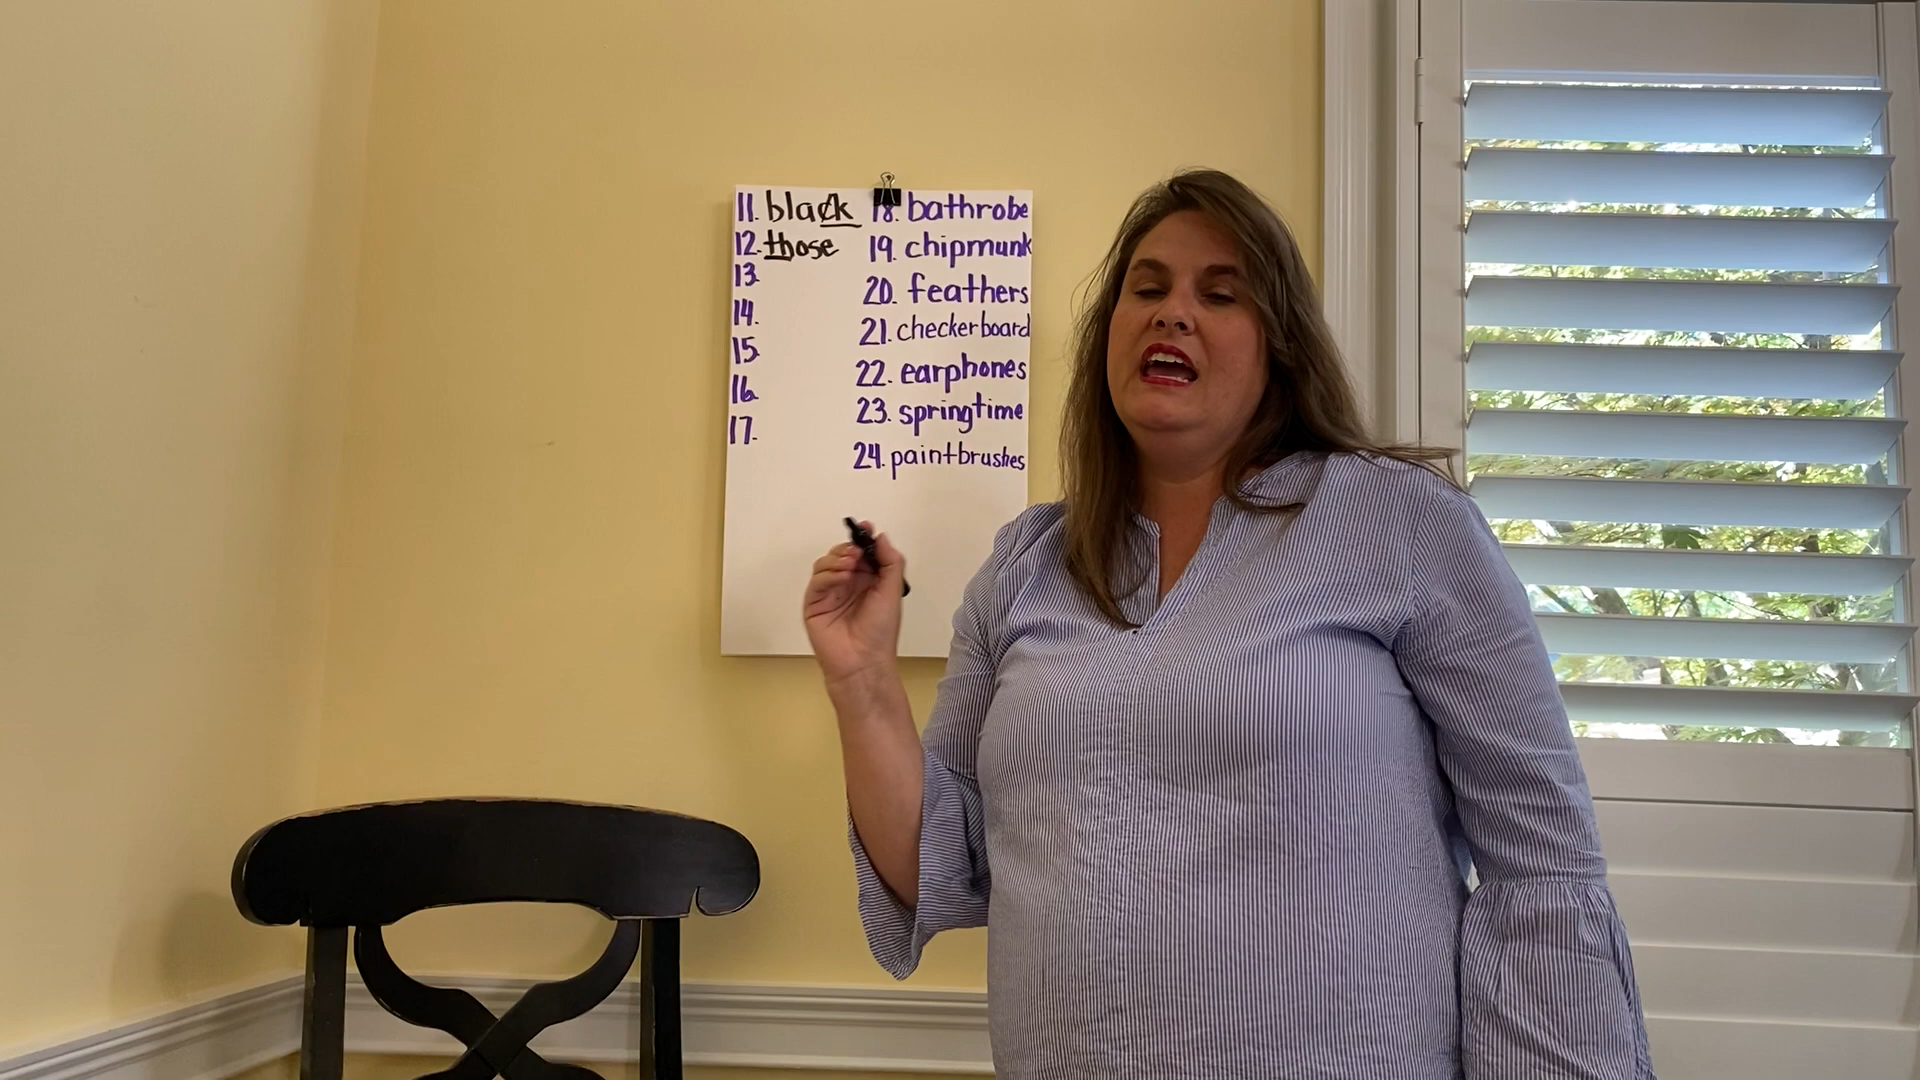 11. black
12. those
13.
14.
15.
16.
17.
18. bathrobe
19. chipmunk
20. feathers
21. checkerboard
22. earphones
23. springtime
24. paintbrushes